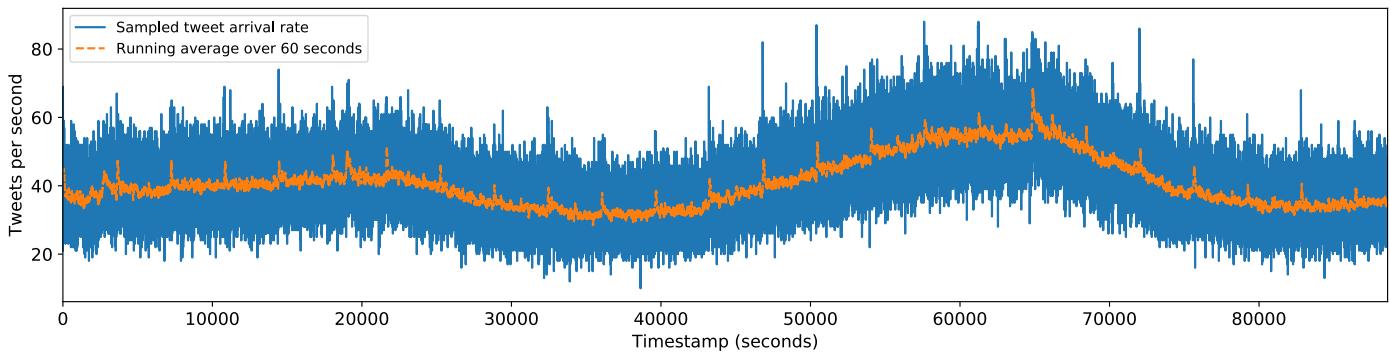 Sampled tweet arrival rate
Running average over 60 seconds
Tweets per second
80
60
40
20
0 10000 20000 30000 40000 50000 60000 70000 80000
Timestamp (seconds)